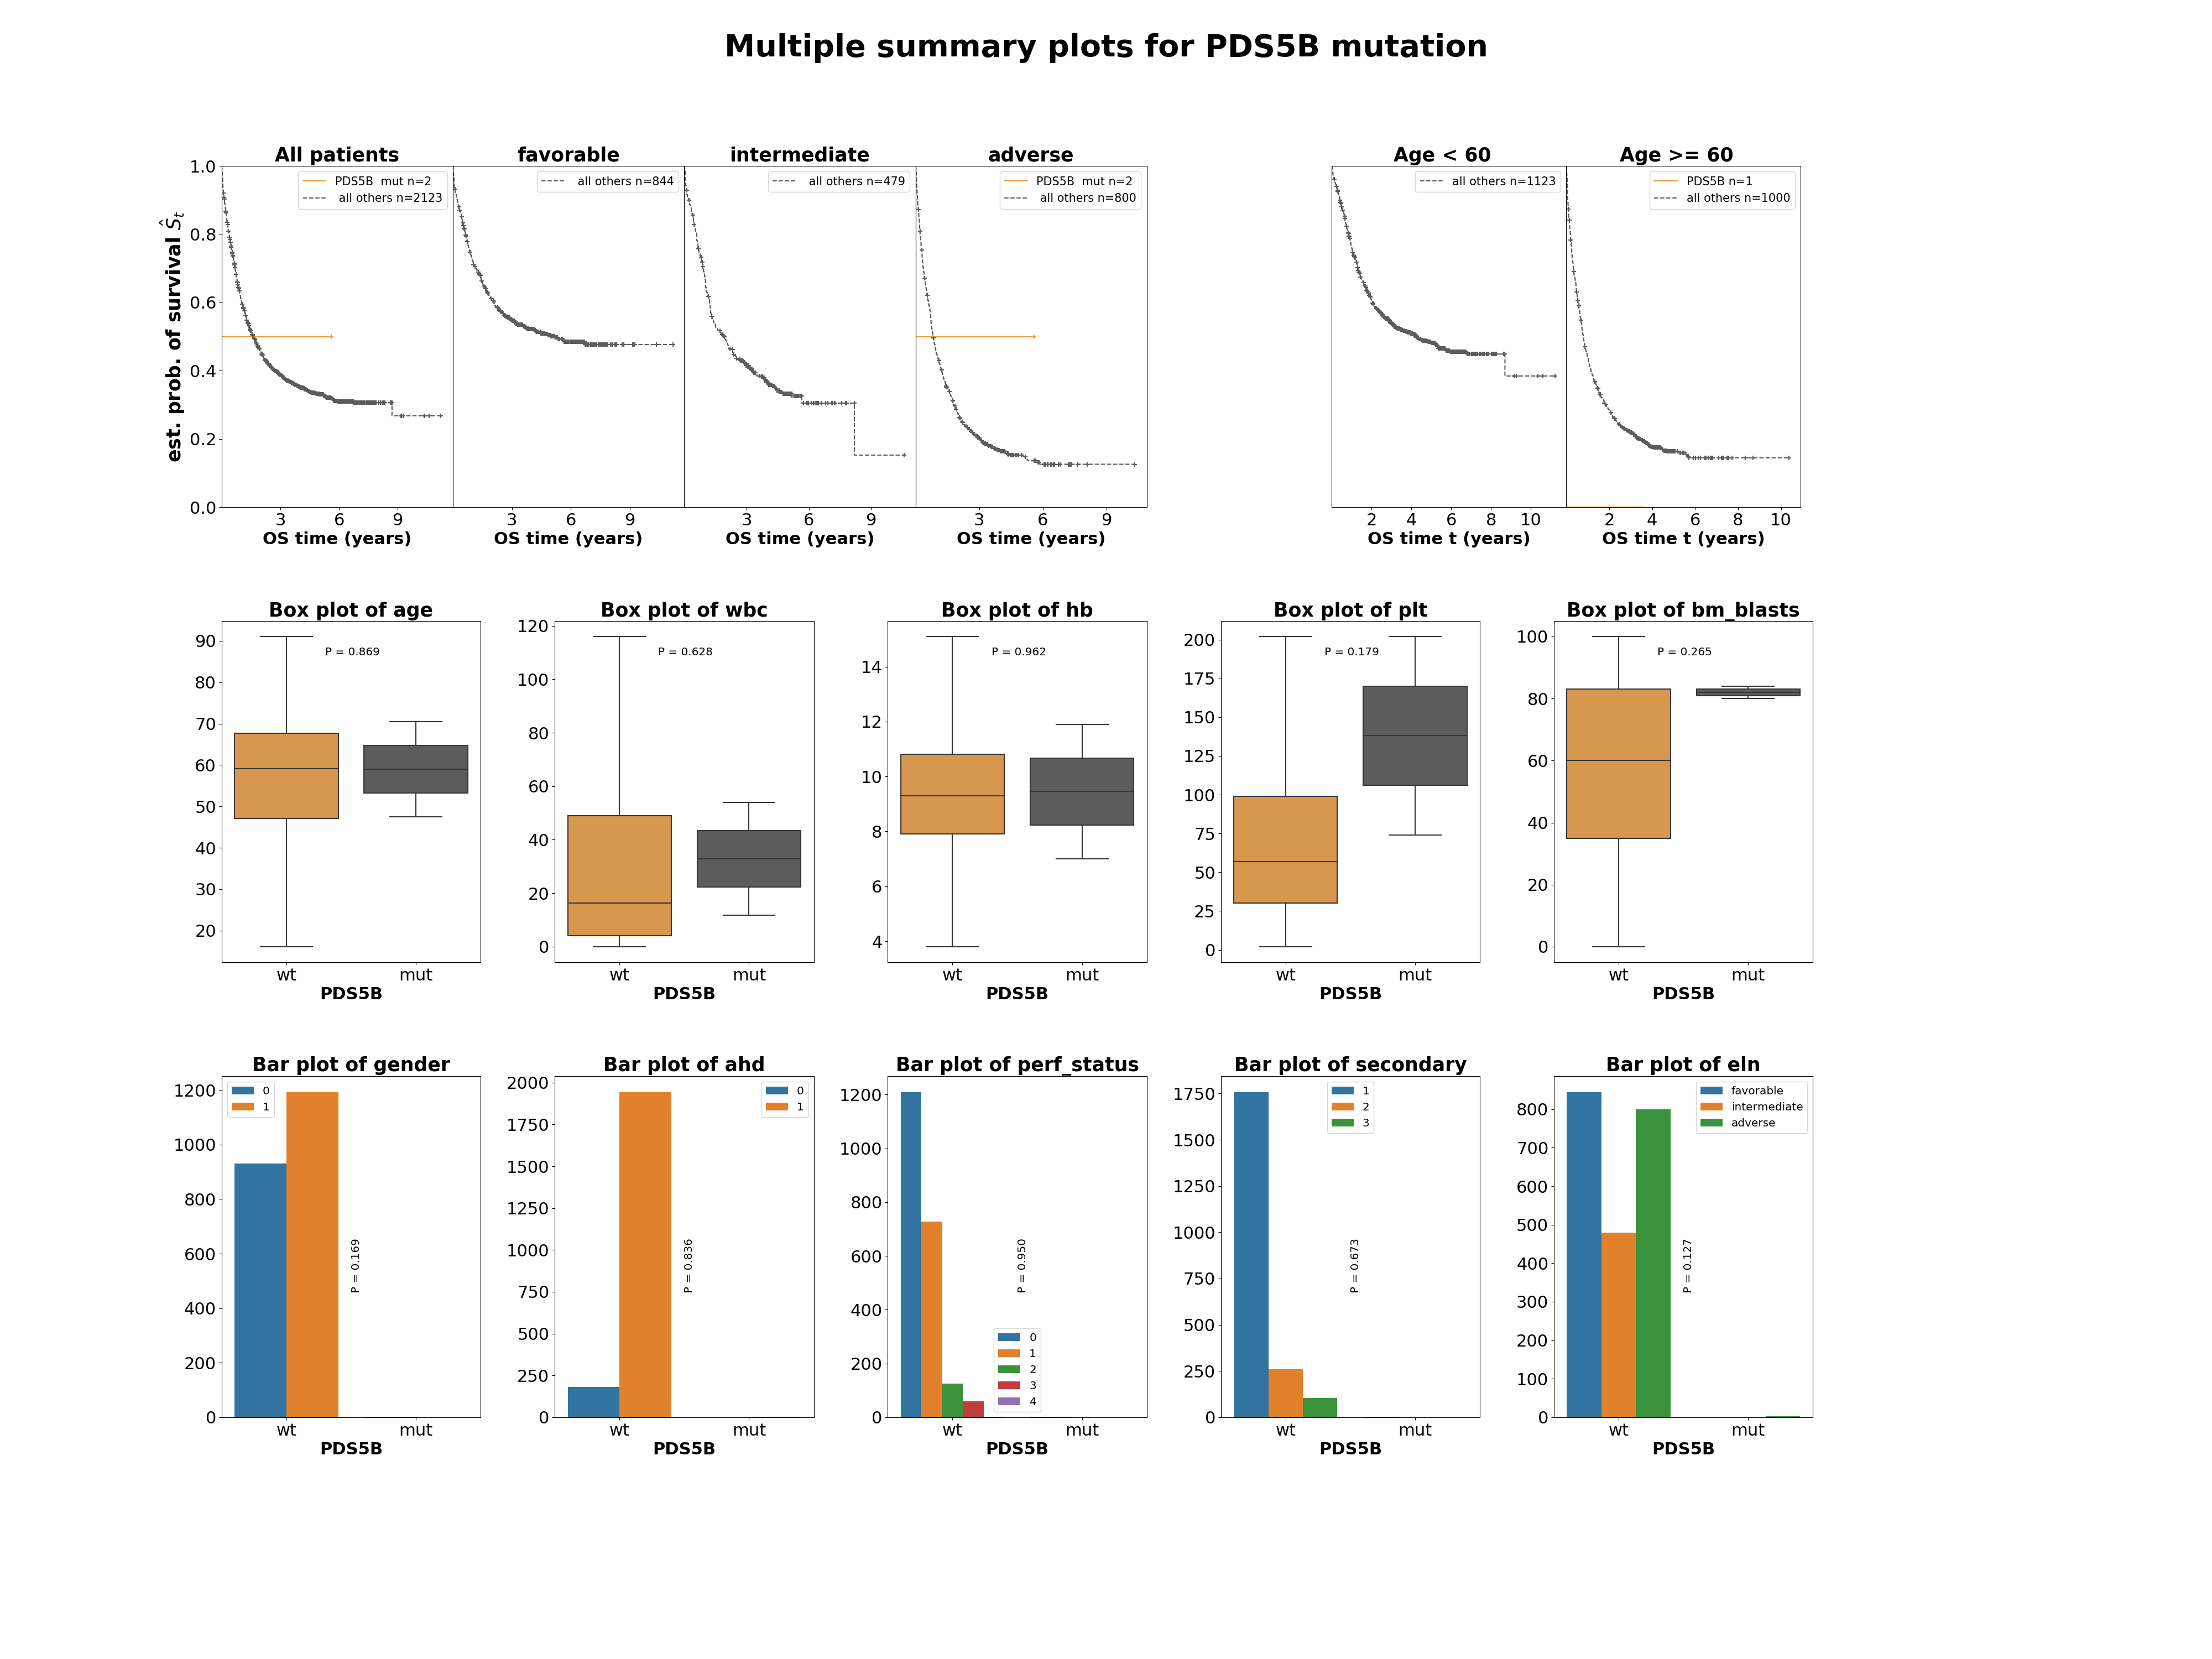 Multiple summary plots for PDS5B mutation
All patients
favorable
intermediate
adverse
Age < 60
Age >= 60
est. prob. of survival Ŝt
1.0
0.8
0.6
0.4
0.2
0.0
PDS5B  mut n=2
all others n=2123
all others n=844
all others n=479
PDS5B  mut n=2
all others n=800
all others n=1123
PDS5B n=1
all others n=1000
3 6 9
3 6 9
3 6 9
3 6 9
2 4 6 8 10
2 4 6 8 10
OS time (years)
OS time (years)
OS time (years)
OS time (years)
OS time t (years)
OS time t (years)
Box plot of age
90
80
70
60
50
40
30
20
P = 0.869
wt mut
PDS5B
Box plot of wbc
120
100
80
60
40
20
0
P = 0.628
wt mut
PDS5B
Box plot of hb
14
12
10
8
6
4
P = 0.962
wt mut
PDS5B
Box plot of plt
200
175
150
125
100
75
50
25
0
P = 0.179
wt mut
PDS5B
Box plot of bm_blasts
100
80
60
40
20
0
P = 0.265
wt mut
PDS5B
Bar plot of gender
1200
1000
800
600
400
200
0
0
1
P = 0.169
wt mut
PDS5B
Bar plot of ahd
2000
1750
1500
1250
1000
750
500
250
0
0
1
P = 0.836
wt mut
PDS5B
Bar plot of perf_status
1200
1000
800
600
400
200
0
P = 0.950
0
1
2
3
4
wt mut
PDS5B
Bar plot of secondary
1750
1500
1250
1000
750
500
250
0
1
2
3
P = 0.673
wt mut
PDS5B
Bar plot of eln
800
700
600
500
400
300
200
100
0
favorable
intermediate
adverse
P = 0.127
wt mut
PDS5B